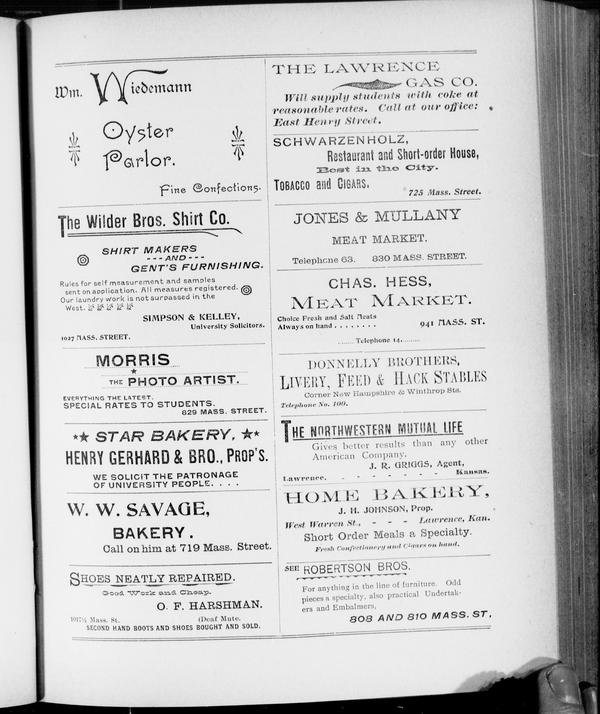 Wm. Wiedemann
Oyster
Parlor.
Fine Confections.
The Wilder Bros. Shirt Co.
SHIRT MAKERS
--- AND ---
GENT'S FURNISHING.
Rules for self measurement and samples
sent on application. All measures registered.
Our laundry work is not surpassed in the
West.
SIMPSON & KELLEY,
University Solicitors.
1027 MASS. STREET.
MORRIS
THE PHOTO ARTIST.
EVERYTHING THE LATEST.
SPECIAL RATES TO STUDENTS.
829 MASS. STREET.
STAR BAKERY,
HENRY GERHARD & BRO., PROP'S.
WE SOLICIT THE PATRONAGE
OF UNIVERSITY PEOPLE. . . .
W. W. SAVAGE,
BAKERY.
Call on him at 719 Mass. Street.
SHOES NEATLY REPAIRED.
Good Work and Cheap.
O. F. HARSHMAN.
1017½ Mass. St. (Deaf Mute.
SECOND HAND BOOTS AND SHOES BOUGHT AND SOLD.
THE LAWRENCE
GAS CO.
Will supply students with coke at
reasonable rates. Call at our office:
East Henry Street.
SCHWARZENHOLZ,
Restaurant and Short-order House,
Best in the City.
TOBACCO and CIGARS,
725 Mass. Street.
JONES & MULLANY
MEAT MARKET.
Telephone 63. 830 MASS. STREET.
CHAS. HESS,
MEAT MARKET.
Choice Fresh and Salt Meats
Always on hand . . . . . . . .
941 MASS. ST.
....... Telephone 14.........
DONNELLY BROTHERS,
LIVERY, FEED & HACK STABLES
Corner New Hampshire & Winthrop Sts.
Telephone No. 100.
THE NORTHWESTERN MUTUAL LIFE
Gives better results than any other
American Company.
J. R. GRIGGS, Agent,
Lawrence, - - - - - - - Kansas.
HOME BAKERY,
J. H. JOHNSON, Prop.
West Warren St., - - - Lawrence, Kan.
Short Order Meals a Specialty.
Fresh Confectionery and Cigars on hand.
SEE ROBERTSON BROS.
For anything in the line of furniture. Odd
pieces a specialty, also practical Undertak-
ers and Embalmers,
808 AND 810 MASS. ST.